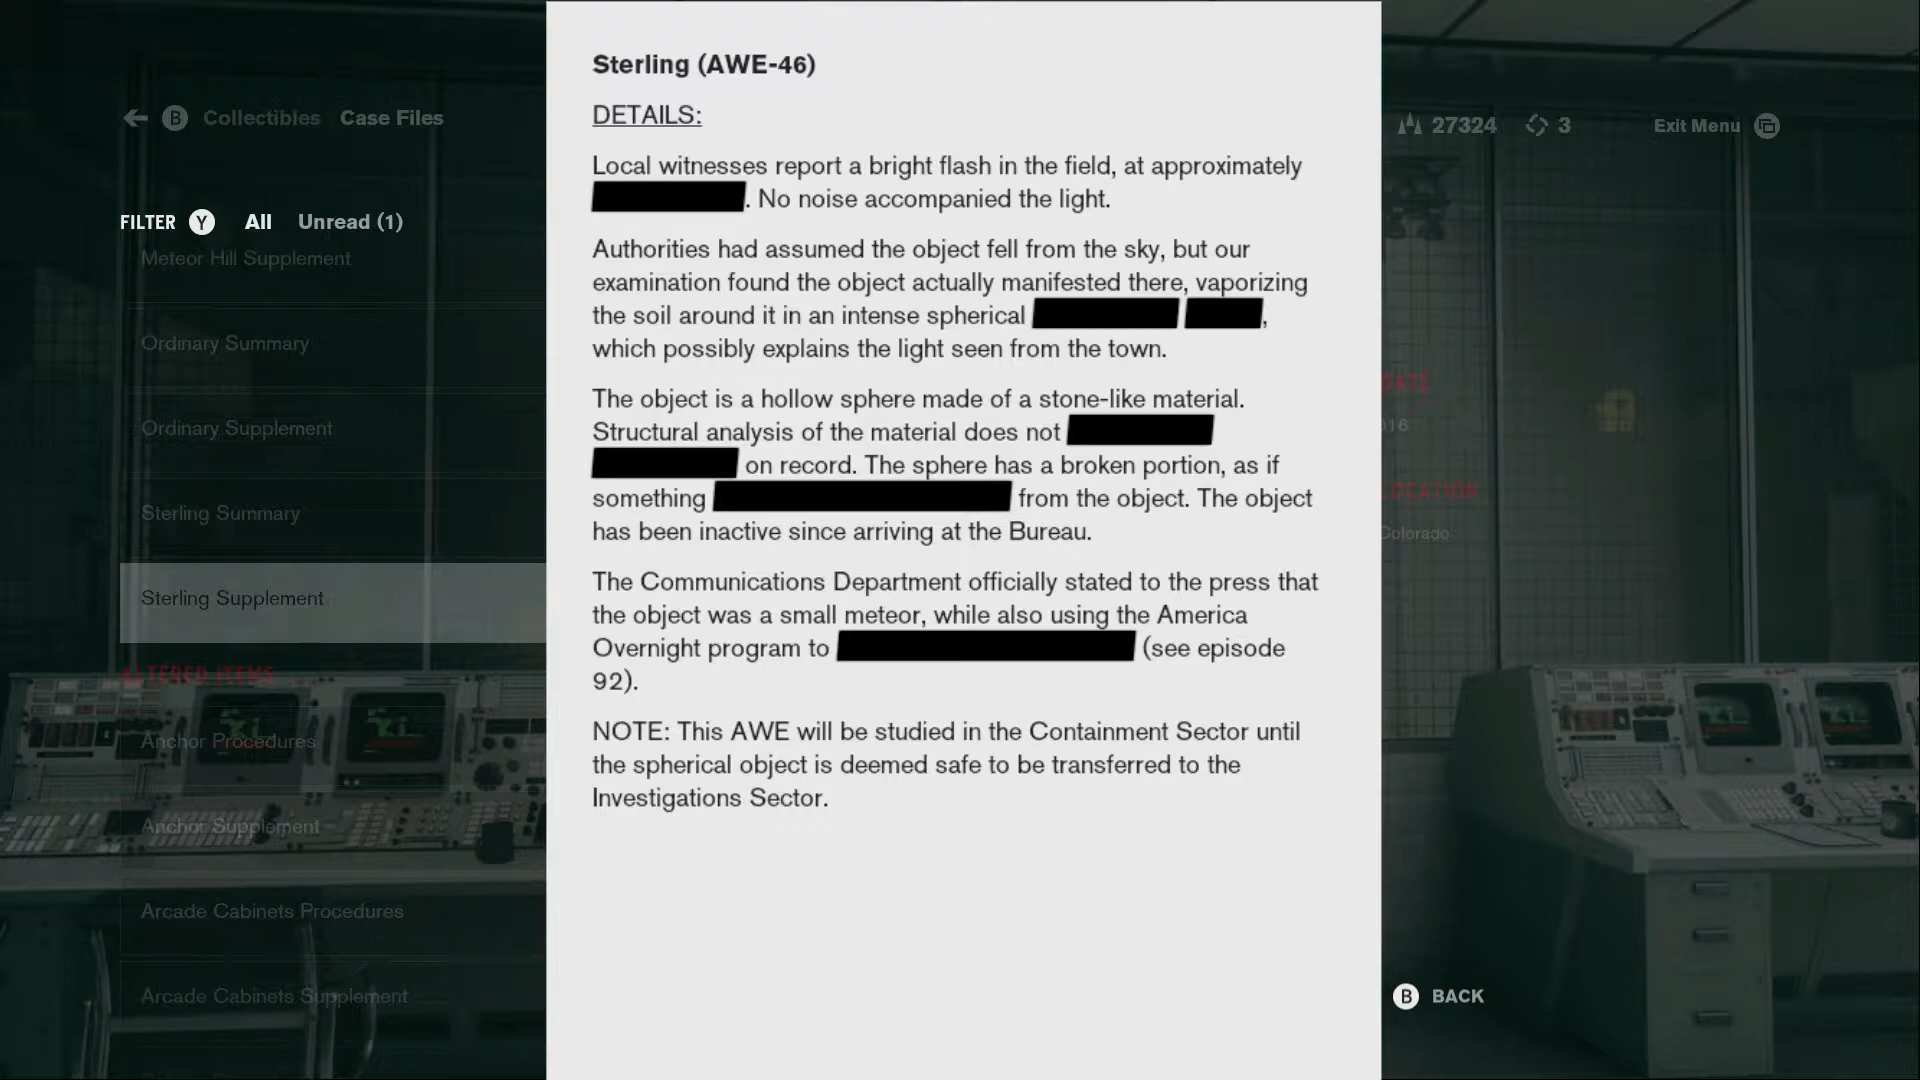 Sterling (AWE-46)
DETAILS:
Local witnesses report a bright flash in the field, at approximately
. No noise accompanied the light.
Authorities had assumed the object fell from the sky, but our
examination found the object actually manifested there, vaporizing
the soil around it in an intense spherical ,
which possibly explains the light seen from the town.
The object is a hollow sphere made of a stone-like material.
Structural analysis of the material does not
on record. The sphere has a broken portion, as if
something from the object. The object
has been inactive since arriving at the Bureau.
The Communications Department officially stated to the press that
the object was a small meteor, while also using the America
Overnight program to (see episode
92).
NOTE: This AWE will be studied in the Containment Sector until
the spherical object is deemed safe to be transferred to the
Investigations Sector.
B Collectibles Case Files
FILTER Y All Unread (1)
Meteor Hill Supplement
Ordinary Summary
Ordinary Supplement
Sterling Summary
Sterling Supplement
ALTERED ITEMS
Anchor Procedures
Anchor Supplement
Arcade Cabinets Procedures
Arcade Cabinets Supplement
27324 3 Exit Menu
DATE
016
LOCATION
Colorado
B BACK